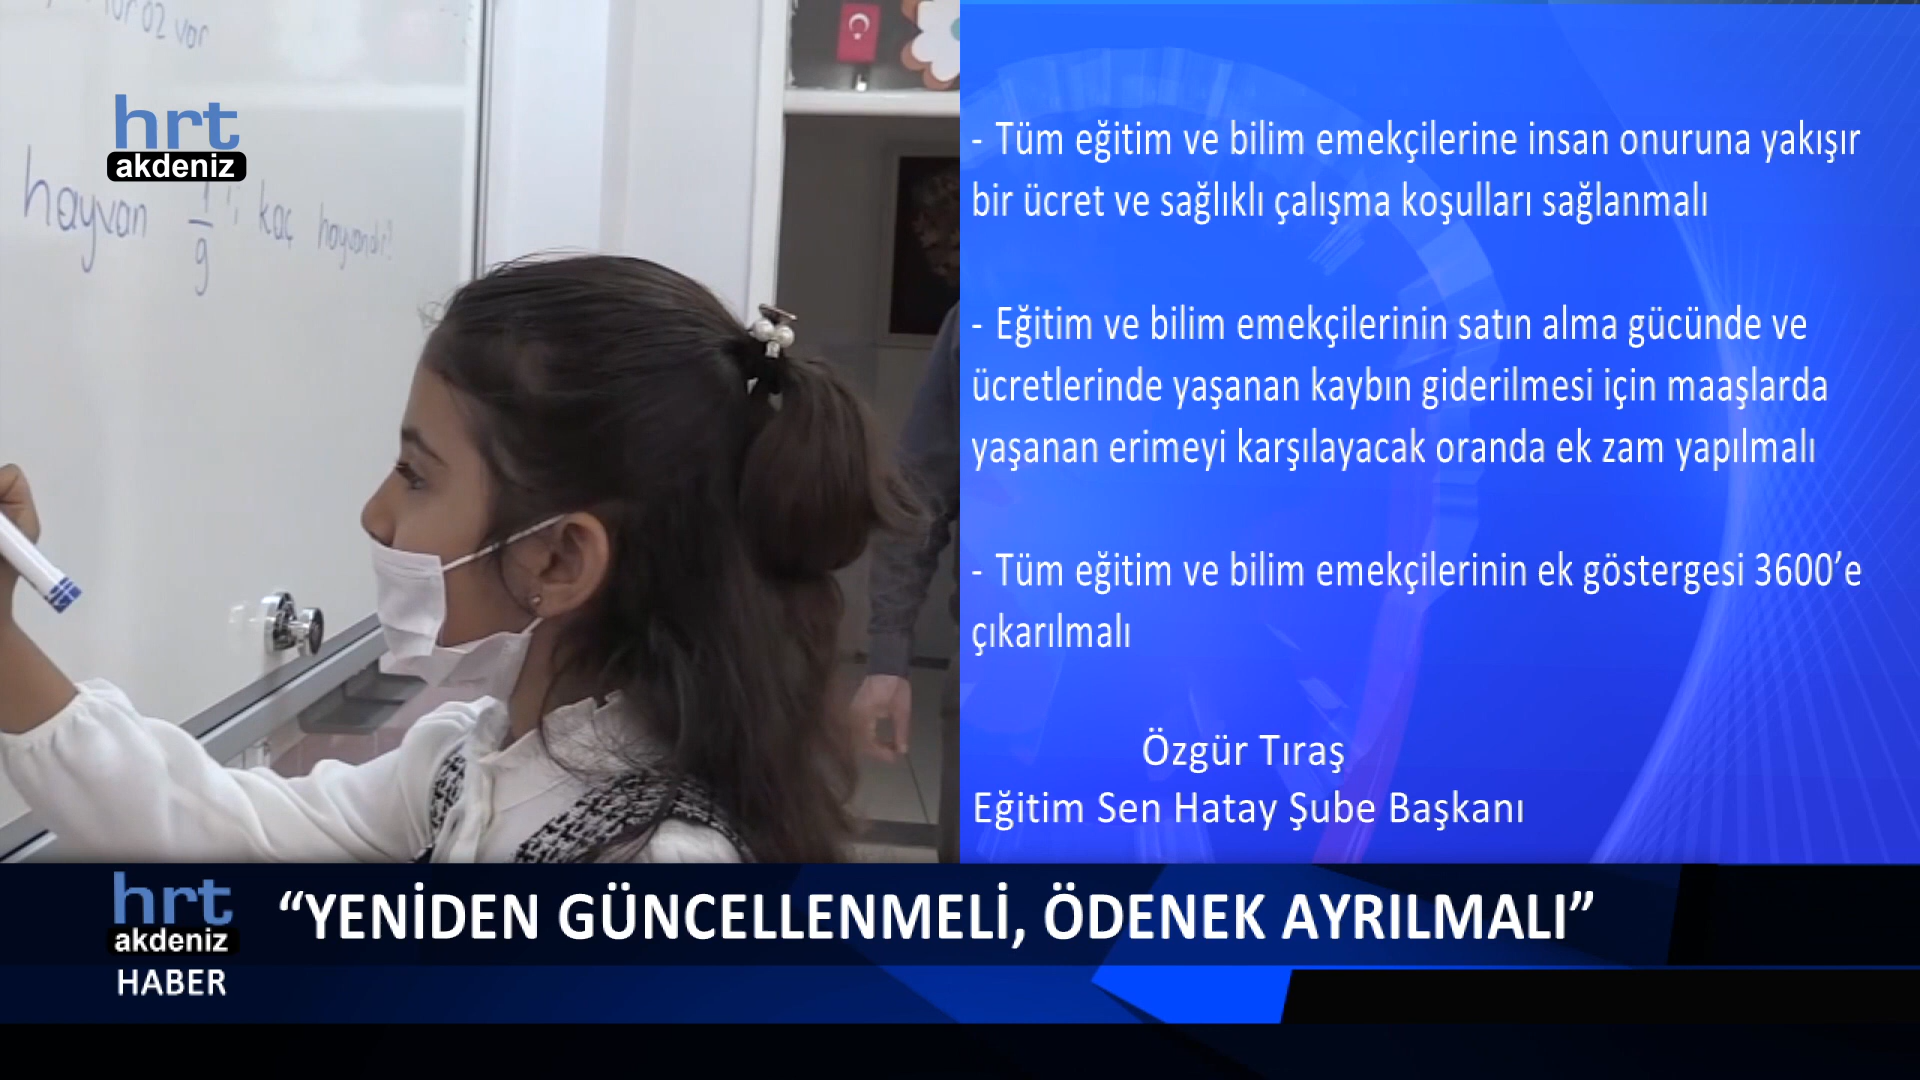 var
hrt
akdeniz
hayvan 1/9 'i kaç hayvandı?
- Tüm eğitim ve bilim emekçilerine insan onuruna yakışır
bir ücret ve sağlıklı çalışma koşulları sağlanmalı
- Eğitim ve bilim emekçilerinin satın alma gücünde ve
ücretlerinde yaşanan kaybın giderilmesi için maaşlarda
yaşanan erimeyi karşılayacak oranda ek zam yapılmalı
- Tüm eğitim ve bilim emekçilerinin ek göstergesi 3600’e
çıkarılmalı
Özgür Tıraş
Eğitim Sen Hatay Şube Başkanı
hrt
akdeniz
HABER
“YENİDEN GÜNCELLENMELİ, ÖDENEK AYRILMALI”